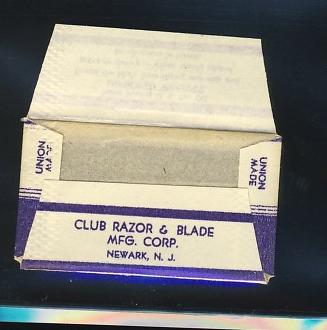 UNION
MADE
UNION
MADE
CLUB RAZOR & BLADE
MFG. CORP.
NEWARK, N. J.